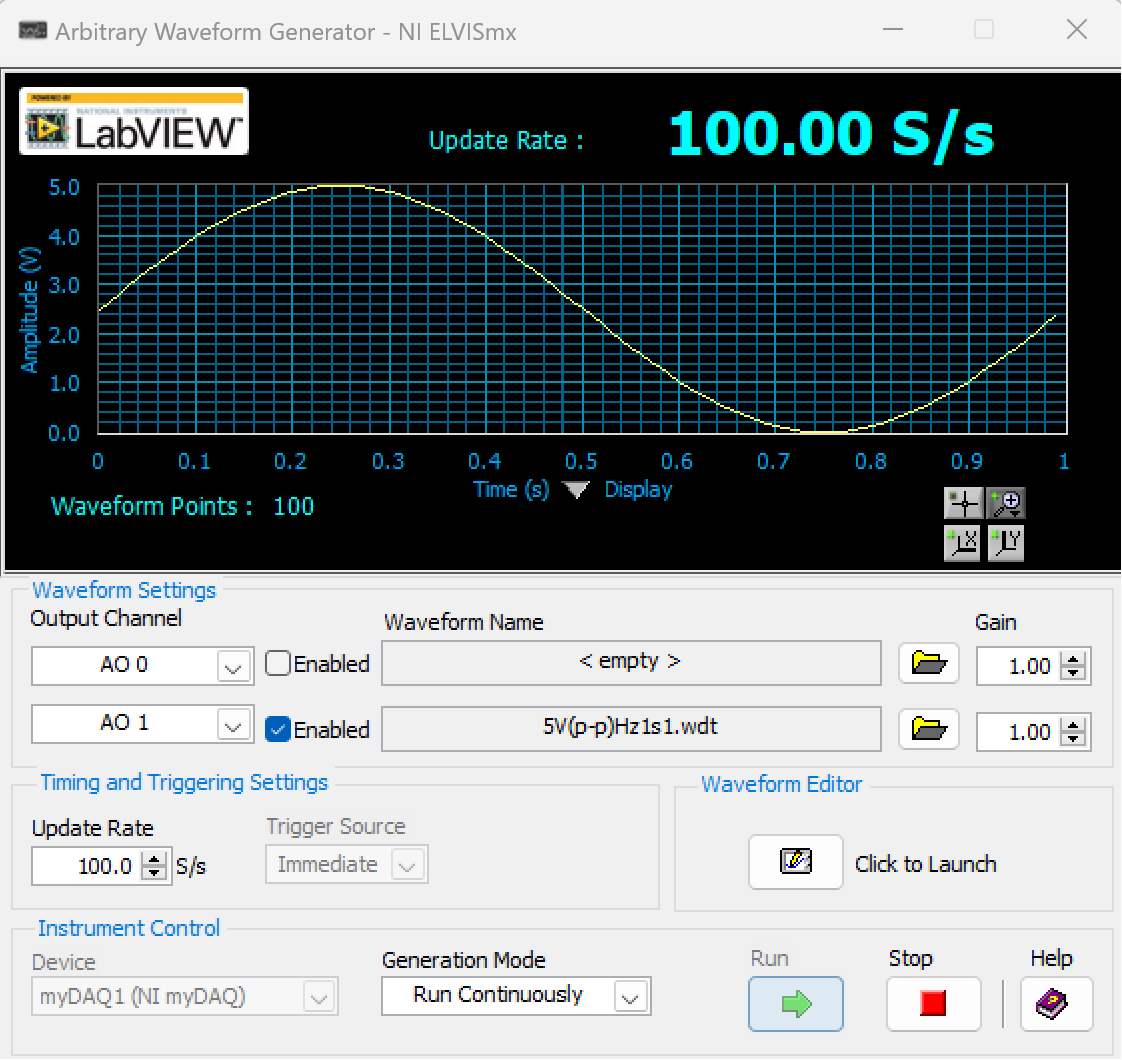 Arbitrary Waveform Generator - NI ELVISmx
POWERED BY
NATIONAL INSTRUMENTS
LabVIEW™
Update Rate :
100.00 S/s
5.0
4.0
3.0
2.0
1.0
0.0
Amplitude (V)
0 0.1 0.2 0.3 0.4 0.5 0.6 0.7 0.8 0.9 1
Time (s) Display
Waveform Points : 100
X Y
Waveform Settings
Output Channel
Waveform Name
Gain
AO 0 Enabled < empty > 1.00
AO 1 Enabled 5V(p-p)Hz1s1.wdt 1.00
Timing and Triggering Settings
Update Rate
100.0 S/s
Trigger Source
Immediate
Waveform Editor
Click to Launch
Instrument Control
Device
myDAQ1 (NI myDAQ)
Generation Mode
Run Continuously
Run Stop Help